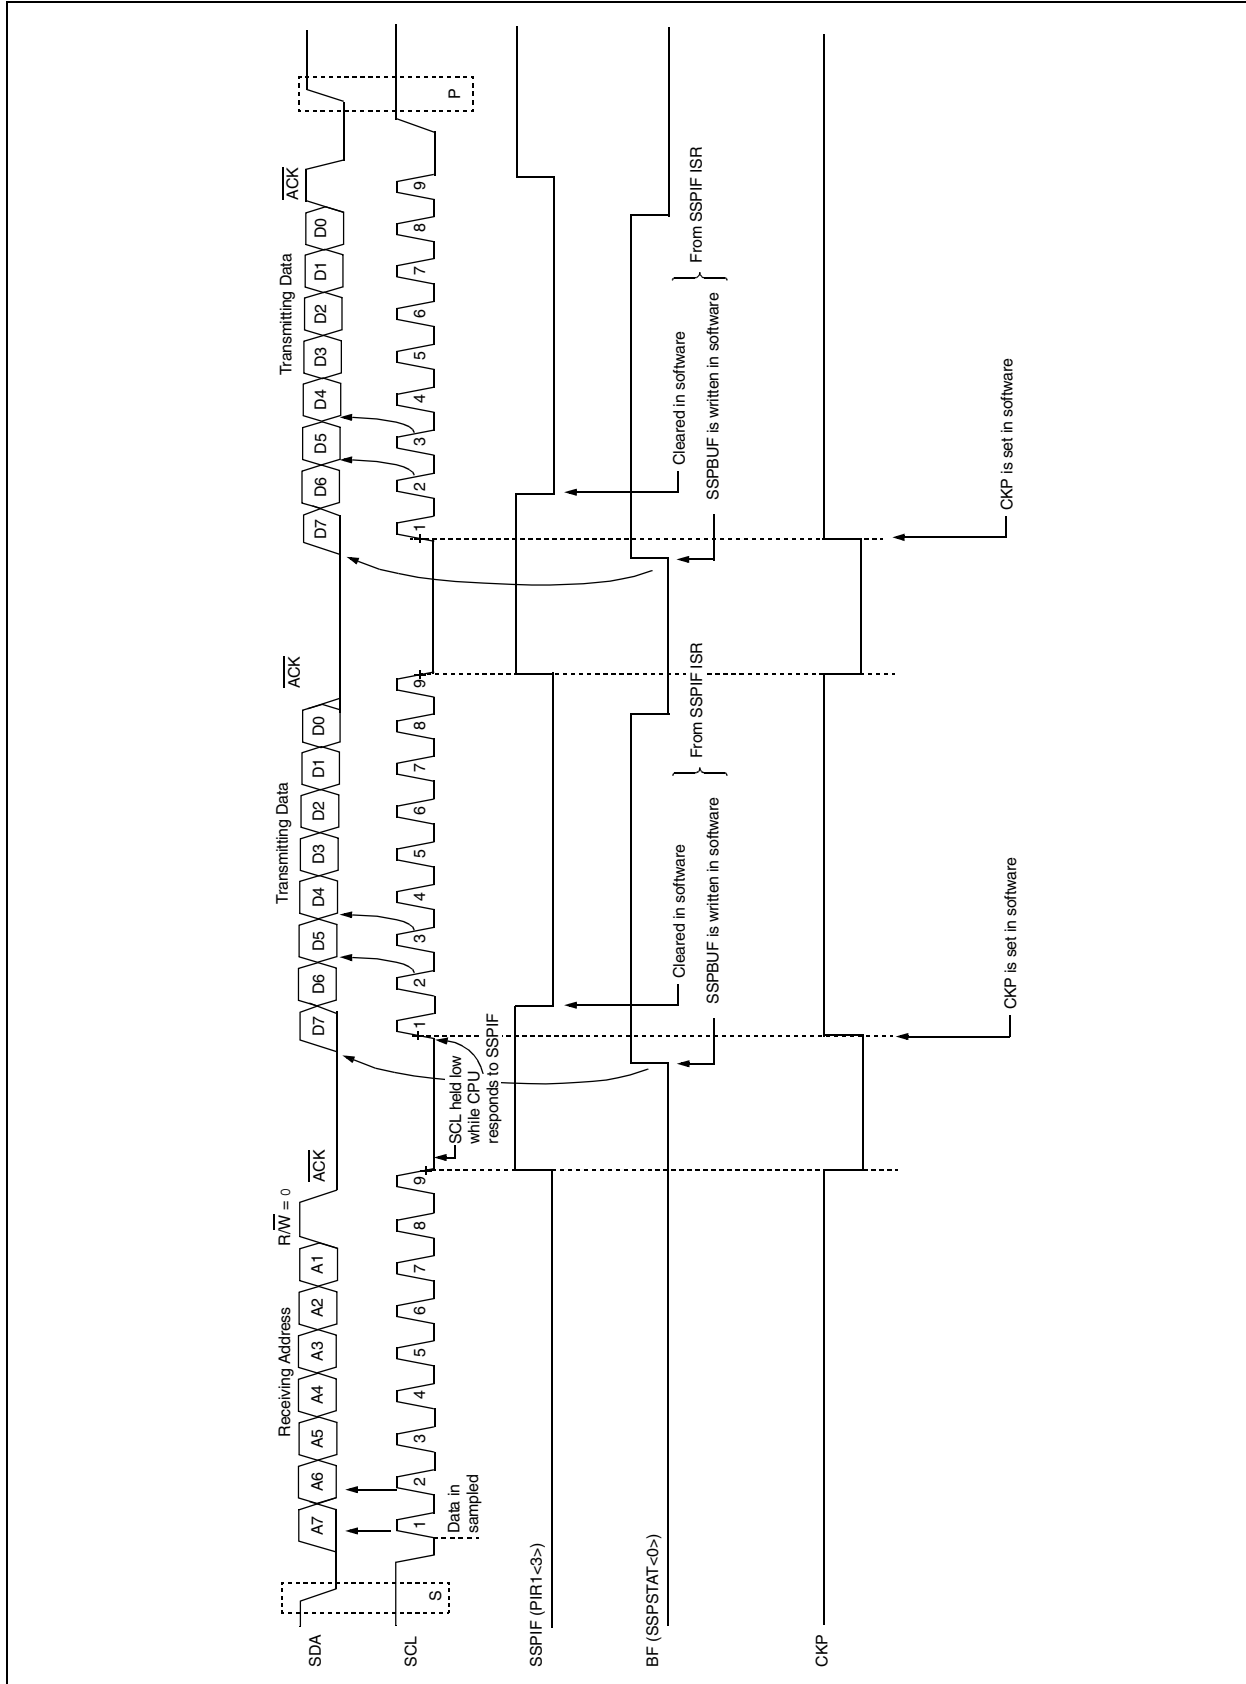 Receiving Address
R/W = 0
ACK
Transmitting Data
ACK
Transmitting Data
ACK
SDA
A7 A6 A5 A4 A3 A2 A1
D7 D6 D5 D4 D3 D2 D1 D0
D7 D6 D5 D4 D3 D2 D1 D0
SCL
1 2 3 4 5 6 7 8 9
1 2 3 4 5 6 7 8 9
1 2 3 4 5 6 7 8 9
S
Data in
sampled
SCL held low
while CPU
responds to SSPIF
P
SSPIF (PIR1<3>)
BF (SSPSTAT<0>)
Cleared in software
SSPBUF is written in software
From SSPIF ISR
Cleared in software
SSPBUF is written in software
From SSPIF ISR
CKP
CKP is set in software
CKP is set in software